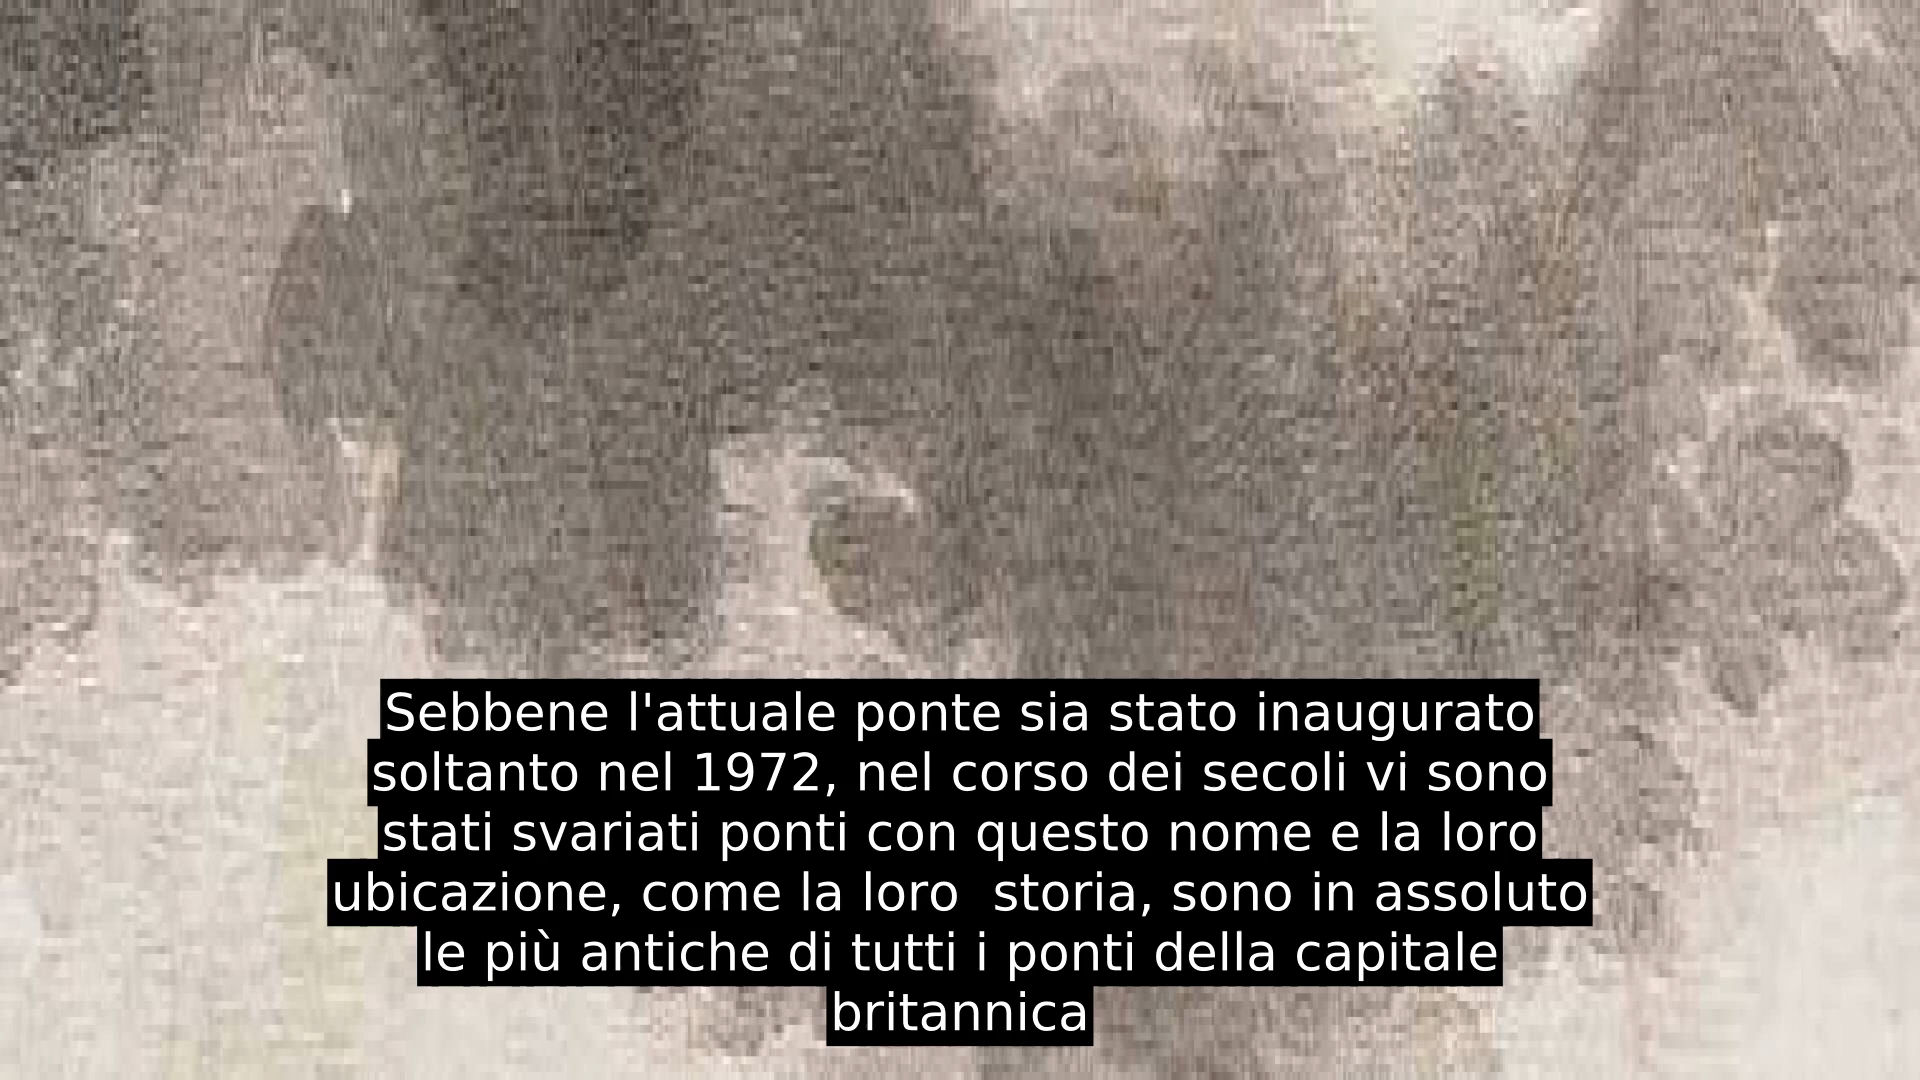 Sebbene l'attuale ponte sia stato inaugurato
soltanto nel 1972, nel corso dei secoli vi sono
stati svariati ponti con questo nome e la loro
ubicazione, come la loro  storia, sono in assoluto
le più antiche di tutti i ponti della capitale
britannica